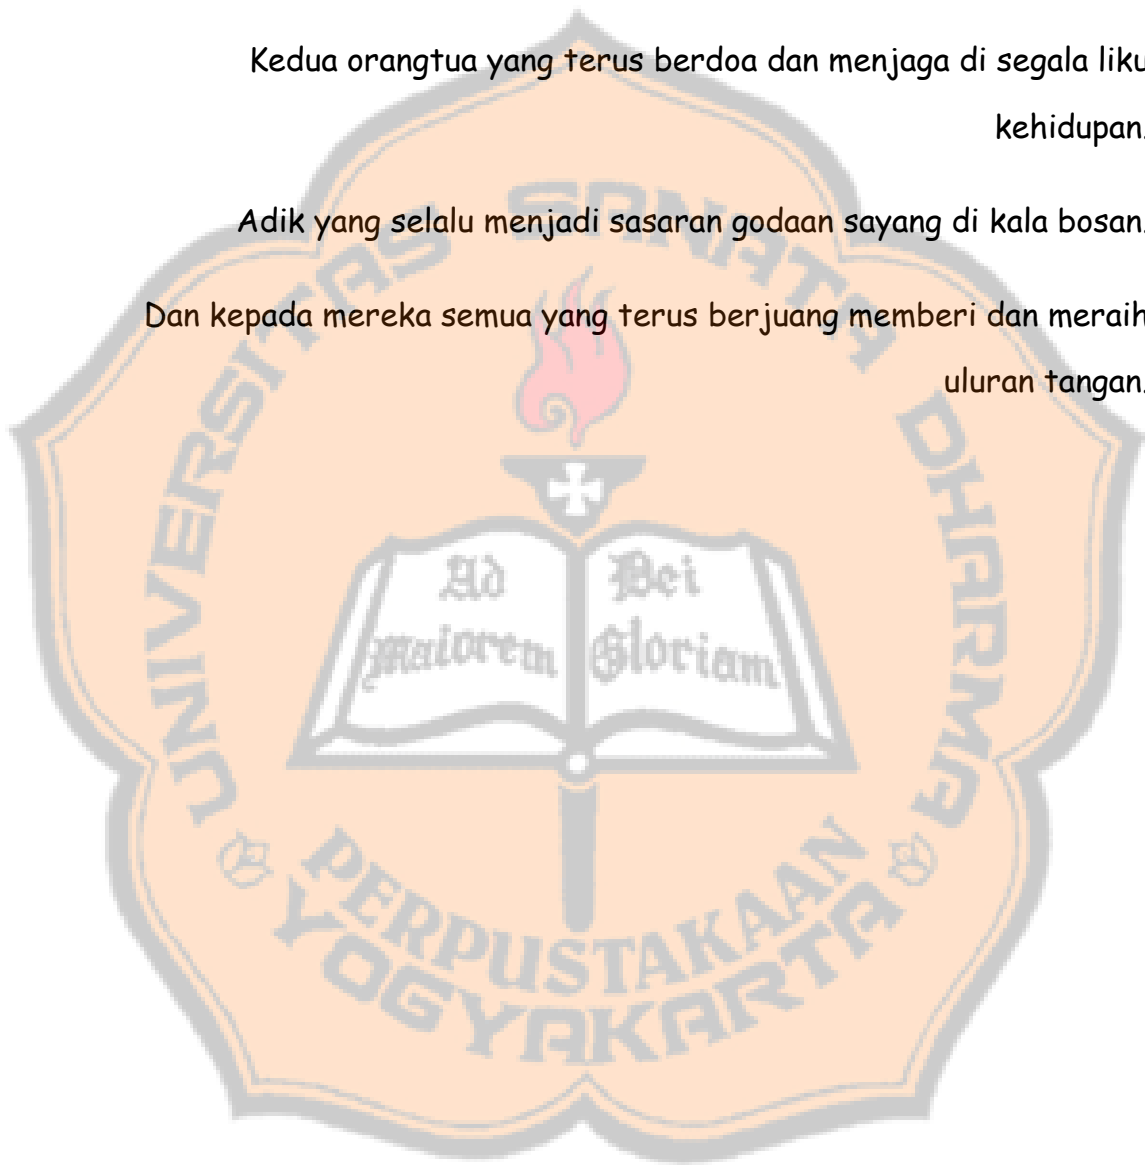 Kedua orangtua yang terus berdoa dan menjaga di segala liku
kehidupan.
Adik yang selalu menjadi sasaran godaan sayang di kala bosan.
Dan kepada mereka semua yang terus berjuang memberi dan meraih
uluran tangan.
UNIVERSITAS SANATA DHARMA
Ad Dei
Maiorem Gloriam
PERPUSTAKAAN
YOGYAKARTA